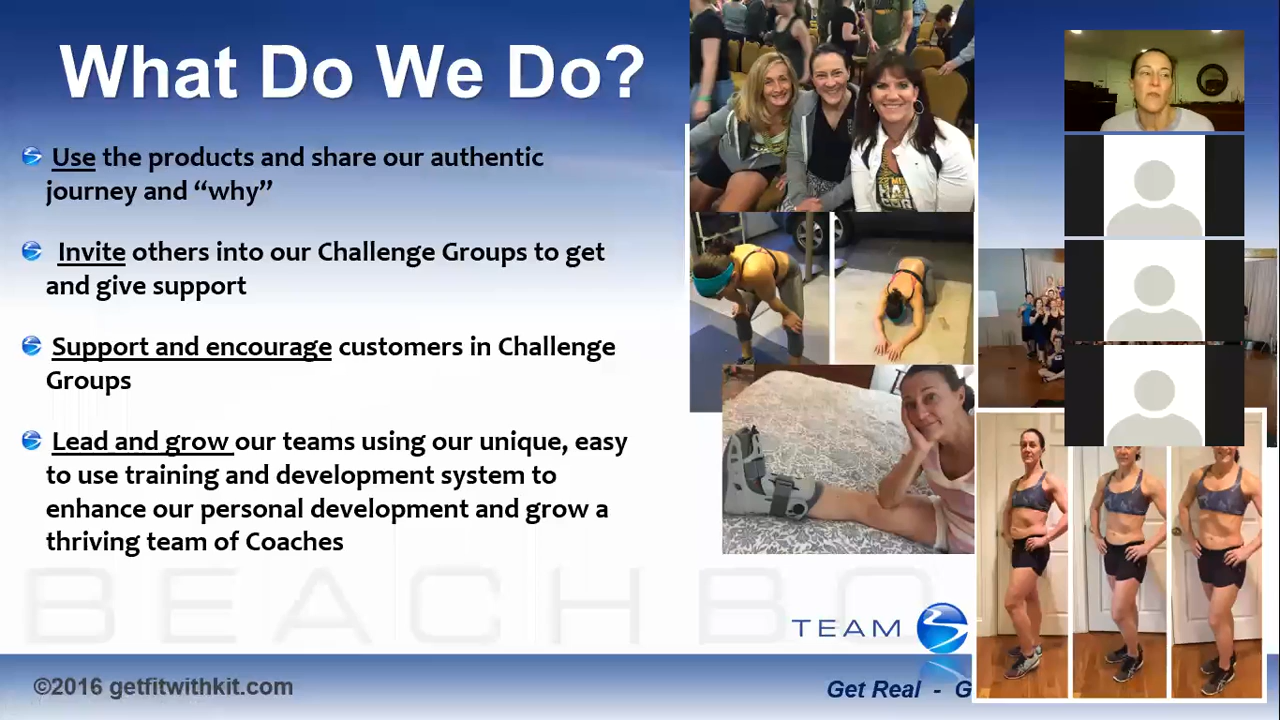 What Do We Do?
Use the products and share our authentic
journey and “why”
Invite others into our Challenge Groups to get
and give support
Support and encourage customers in Challenge
Groups
Lead and grow our teams using our unique, easy
to use training and development system to
enhance our personal development and grow a
thriving team of Coaches
BEACHBO
TEAM
©2016 getfitwithkit.com
Get Real - G